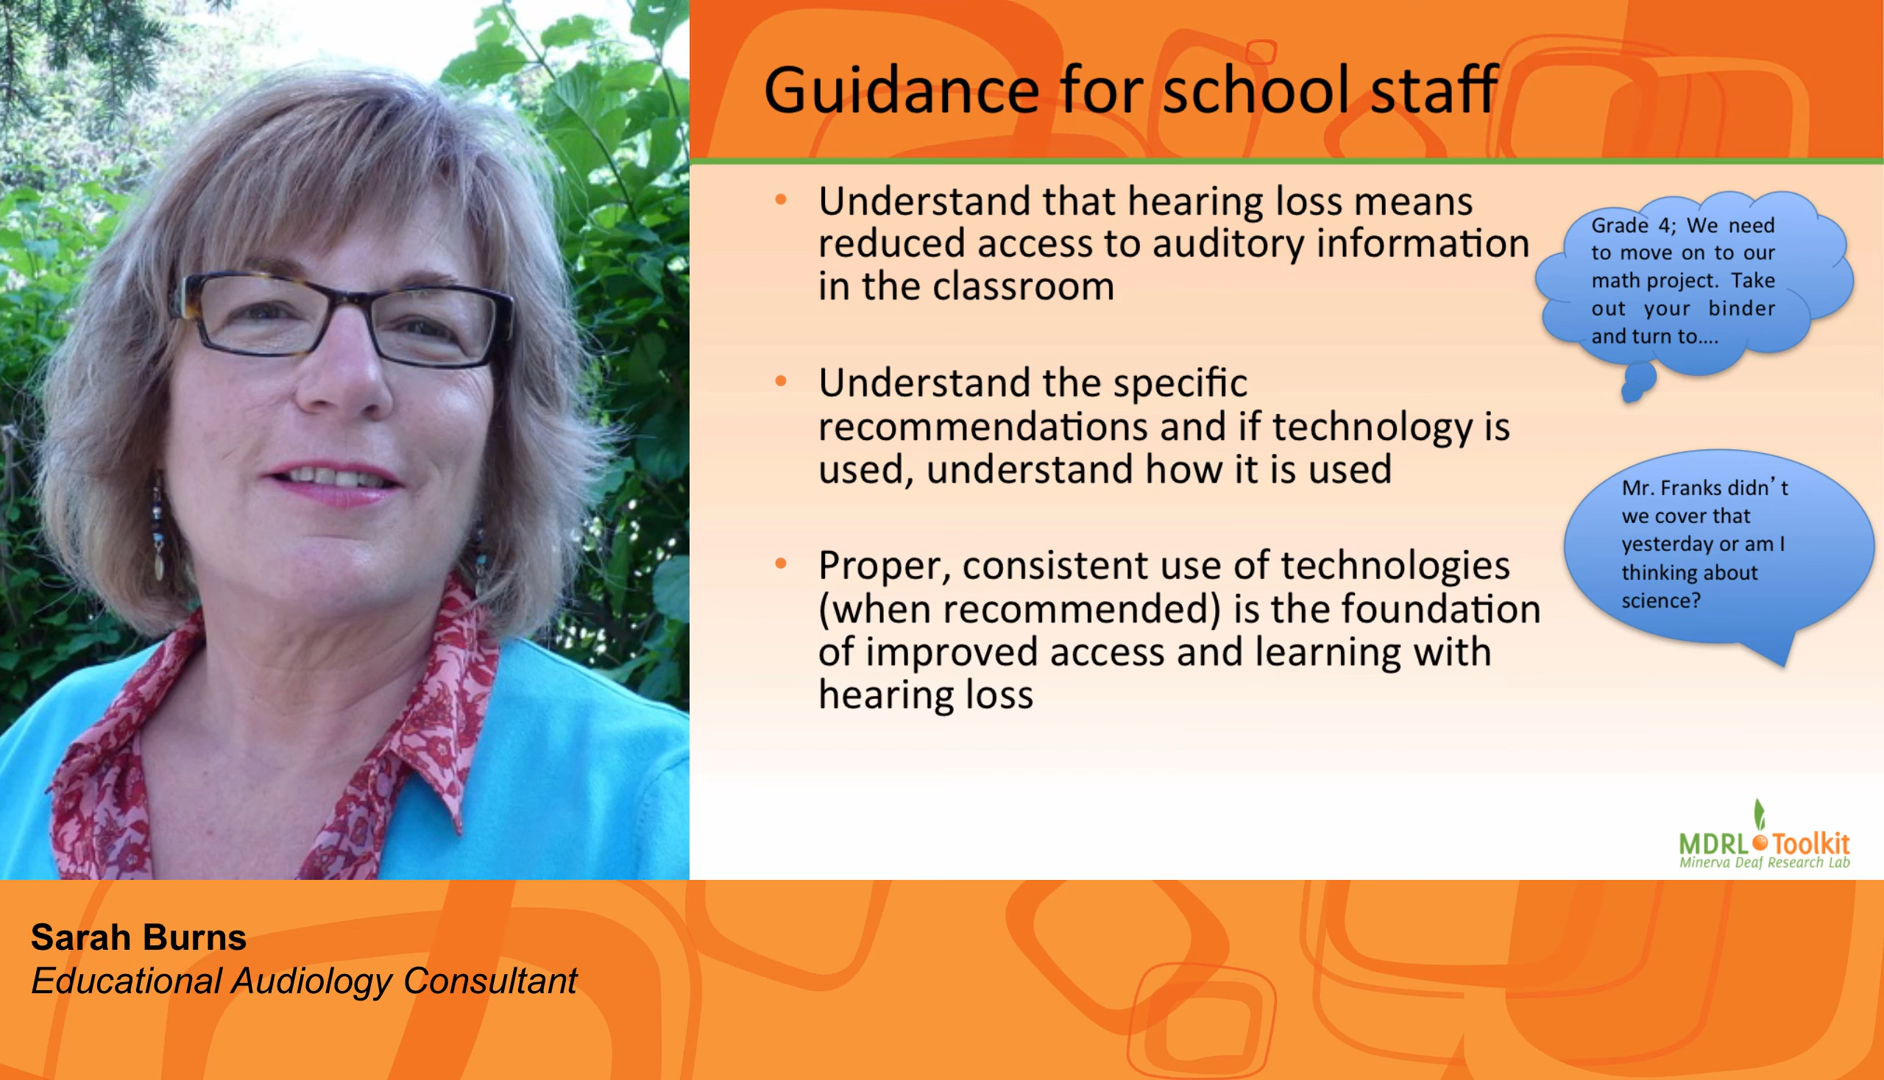 Guidance for school staff
• Understand that hearing loss means
reduced access to auditory information
in the classroom
• Understand the specific
recommendations and if technology is
used, understand how it is used
• Proper, consistent use of technologies
(when recommended) is the foundation
of improved access and learning with
hearing loss
Grade 4; We need
to move on to our
math project. Take
out your binder
and turn to....
Mr. Franks didn’t
we cover that
yesterday or am I
thinking about
science?
MDRL Toolkit
Minerva Deaf Research Lab
Sarah Burns
Educational Audiology Consultant